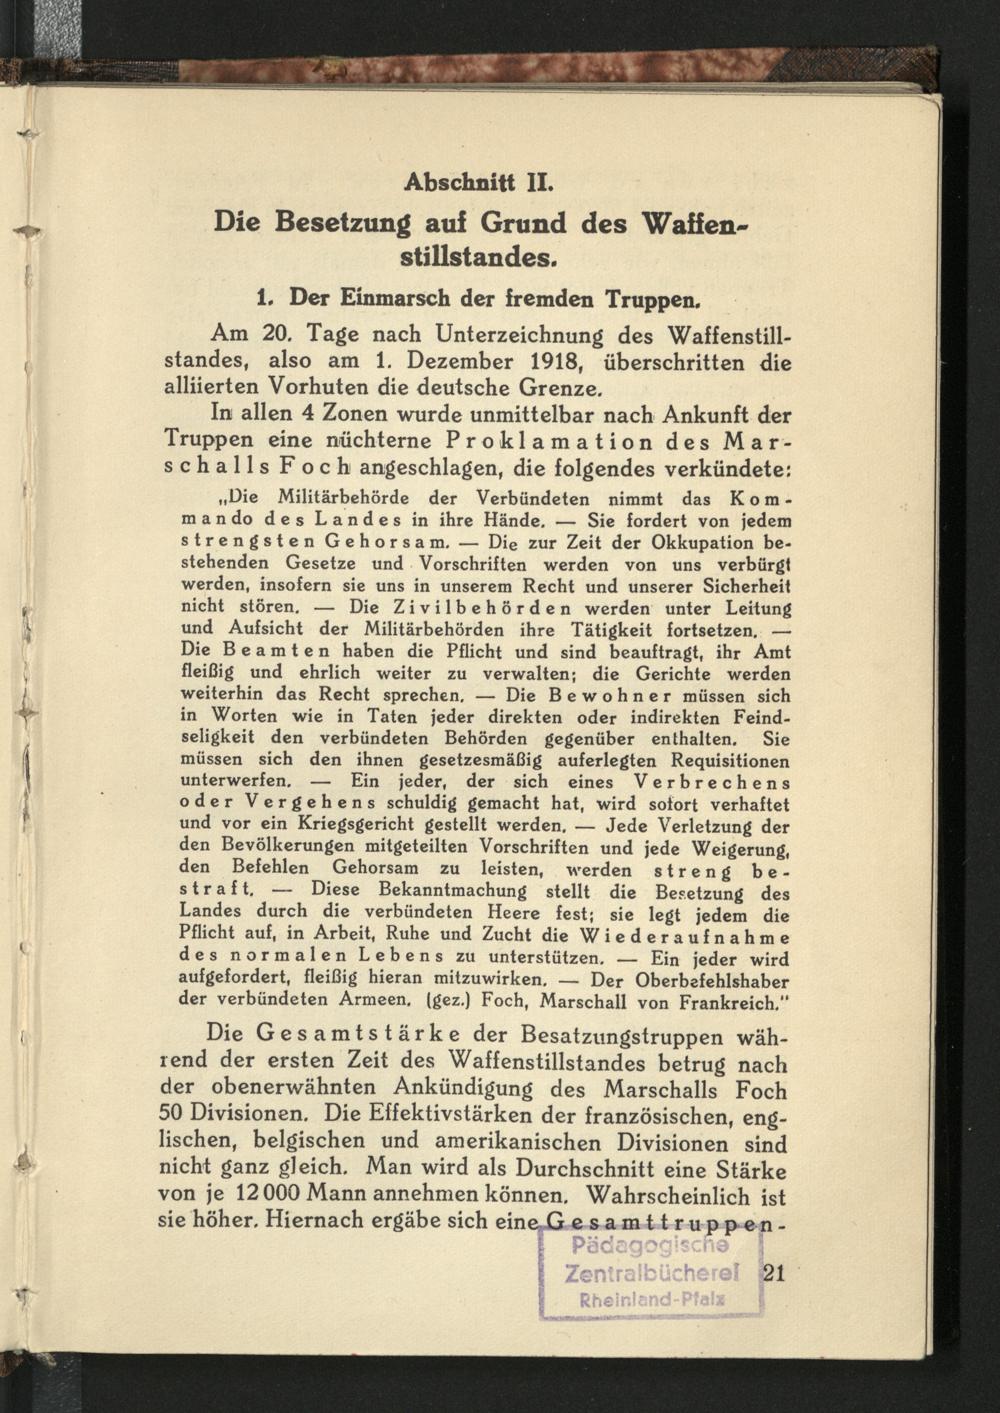 Abschnitt II.
Die Besetzung auf Grund des Waffen-
stillstandes.
1. Der Einmarsch der fremden Truppen.
Am 20. Tage nach Unterzeichnung des Waffenstill-
standes, also am 1. Dezember 1918, überschritten die
alliierten Vorhuten die deutsche Grenze.
In allen 4 Zonen wurde unmittelbar nach Ankunft der
Truppen eine nüchterne Proklamation des Mar-
schalls Foch angeschlagen, die folgendes verkündete:
„Die Militärbehörde der Verbündeten nimmt das Kom-
mando des Landes in ihre Hände. — Sie fordert von jedem
strengsten Gehorsam. — Die zur Zeit der Okkupation be-
stehenden Gesetze und Vorschriften werden von uns verbürgt
werden, insofern sie uns in unserem Recht und unserer Sicherheit
nicht stören. — Die Zivilbehörden werden unter Leitung
und Aufsicht der Militärbehörden ihre Tätigkeit fortsetzen. —
Die Beamten haben die Pflicht und sind beauftragt, ihr Amt
fleißig und ehrlich weiter zu verwalten; die Gerichte werden
weiterhin das Recht sprechen. — Die Bewohner müssen sich
in Worten wie in Taten jeder direkten oder indirekten Feind-
seligkeit den verbündeten Behörden gegenüber enthalten. Sie
müssen sich den ihnen gesetzesmäßig auferlegten Requisitionen
unterwerfen. — Ein jeder, der sich eines Verbrechens
oder Vergehens schuldig gemacht hat, wird sofort verhaftet
und vor ein Kriegsgericht gestellt werden. — Jede Verletzung der
den Bevölkerungen mitgeteilten Vorschriften und jede Weigerung,
den Befehlen Gehorsam zu leisten, werden streng be-
straft. — Diese Bekanntmachung stellt die Besetzung des
Landes durch die verbündeten Heere fest; sie legt jedem die
Pflicht auf, in Arbeit, Ruhe und Zucht die Wiederaufnahme
des normalen Lebens zu unterstützen. — Ein jeder wird
aufgefordert, fleißig hieran mitzuwirken. — Der Oberbefehlshaber
der verbündeten Armeen. (gez.) Foch, Marschall von Frankreich."
Die Gesamtstärke der Besatzungstruppen wäh-
rend der ersten Zeit des Waffenstillstandes betrug nach
der obenerwähnten Ankündigung des Marschalls Foch
50 Divisionen. Die Effektivstärken der französischen, eng-
lischen, belgischen und amerikanischen Divisionen sind
nicht ganz gleich. Man wird als Durchschnitt eine Stärke
von je 12 000 Mann annehmen können. Wahrscheinlich ist
sie höher. Hiernach ergäbe sich eine Gesamttruppen-
Pädagogische
Zentralbücherei
Rheinland-Pfalz
21